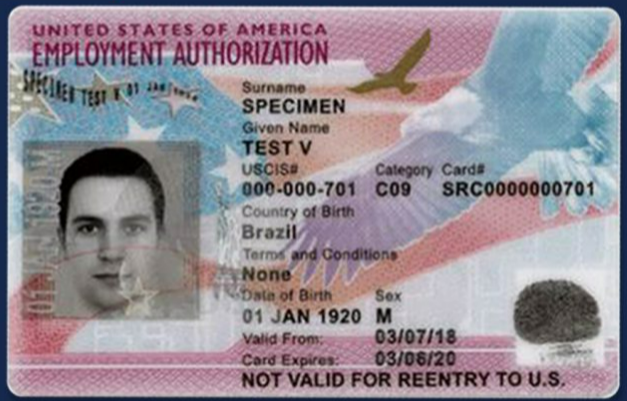 UNITED STATES OF AMERICA
EMPLOYMENT AUTHORIZATION
SPECIMEN TEST V 01 JAN
Surname
SPECIMEN
Given Name
TEST V
USCIS# Category Card#
000-000-701 C09 SRC0000000701
Country of Birth
Brazil
Terms and Conditions
None
Date of Birth Sex
01 JAN 1920 M
Valid From: 03/07/18
Card Expires: 03/06/20
NOT VALID FOR REENTRY TO U.S.